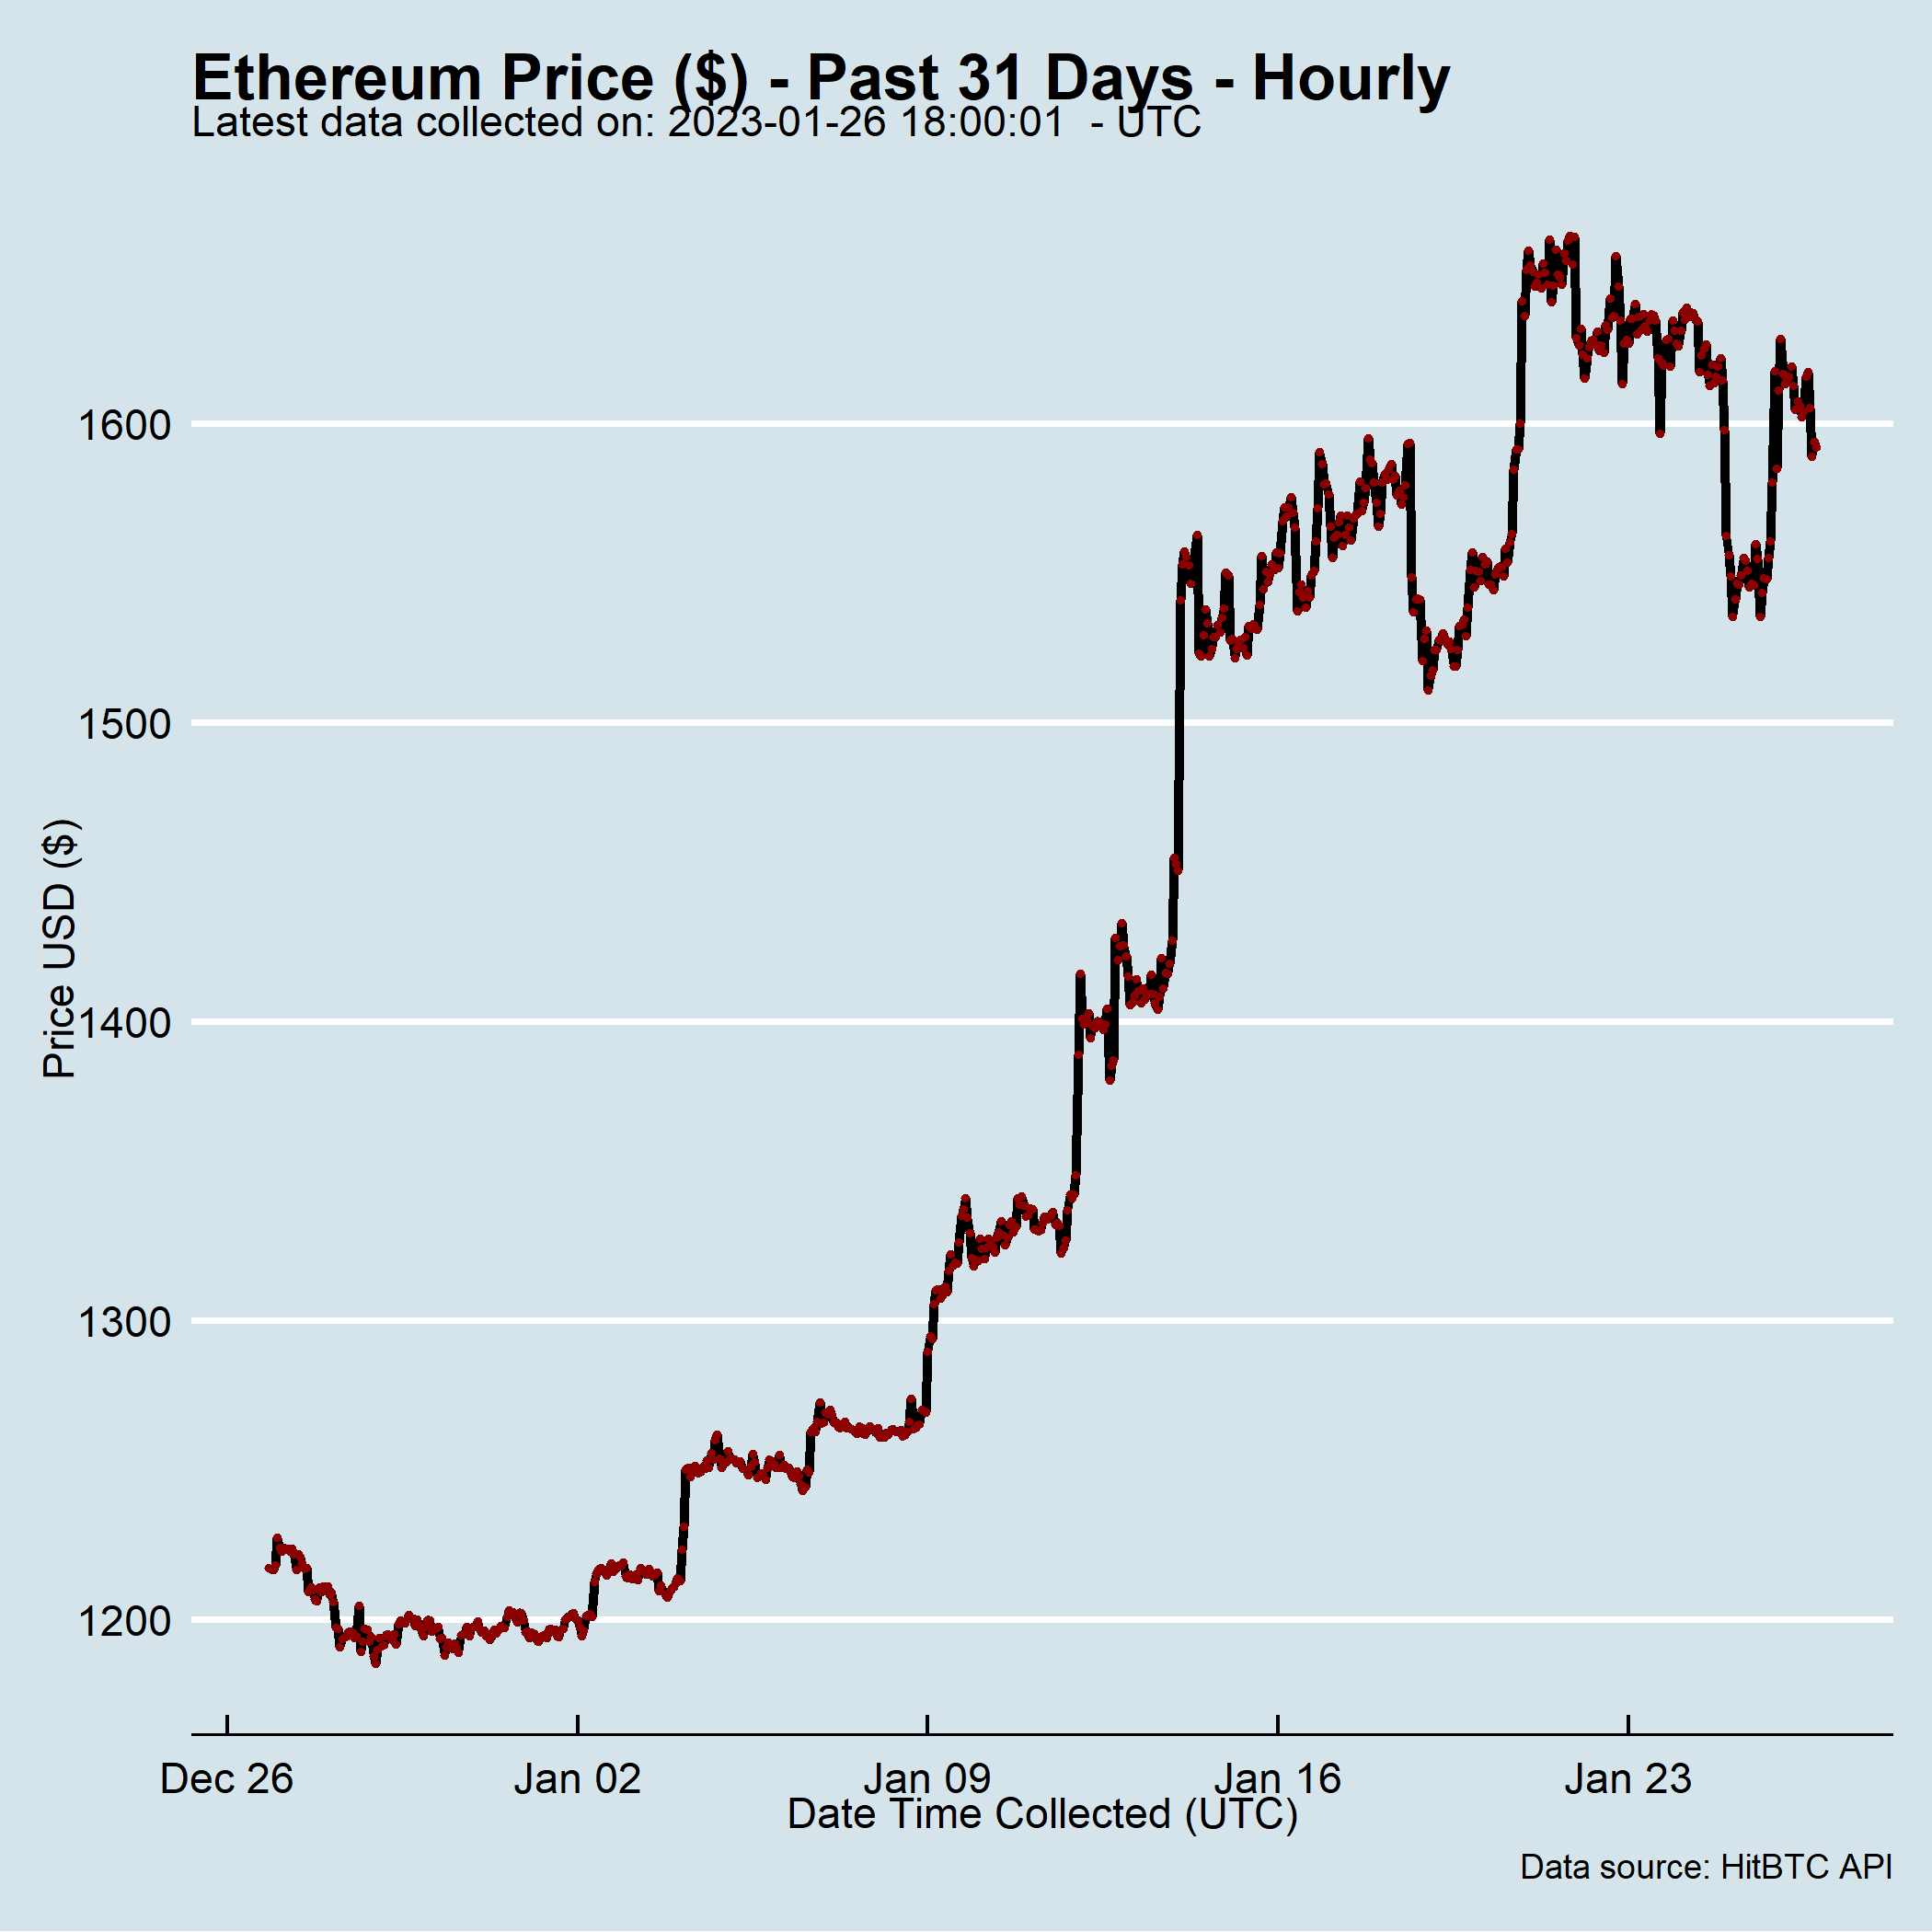 Ethereum Price ($) - Past 31 Days - Hourly
Latest data collected on: 2023-01-26 18:00:01  - UTC
Price USD ($)
1600
1500
1400
1300
1200
Dec 26
Jan 02
Jan 09
Jan 16
Jan 23
Date Time Collected (UTC)
Data source: HitBTC API